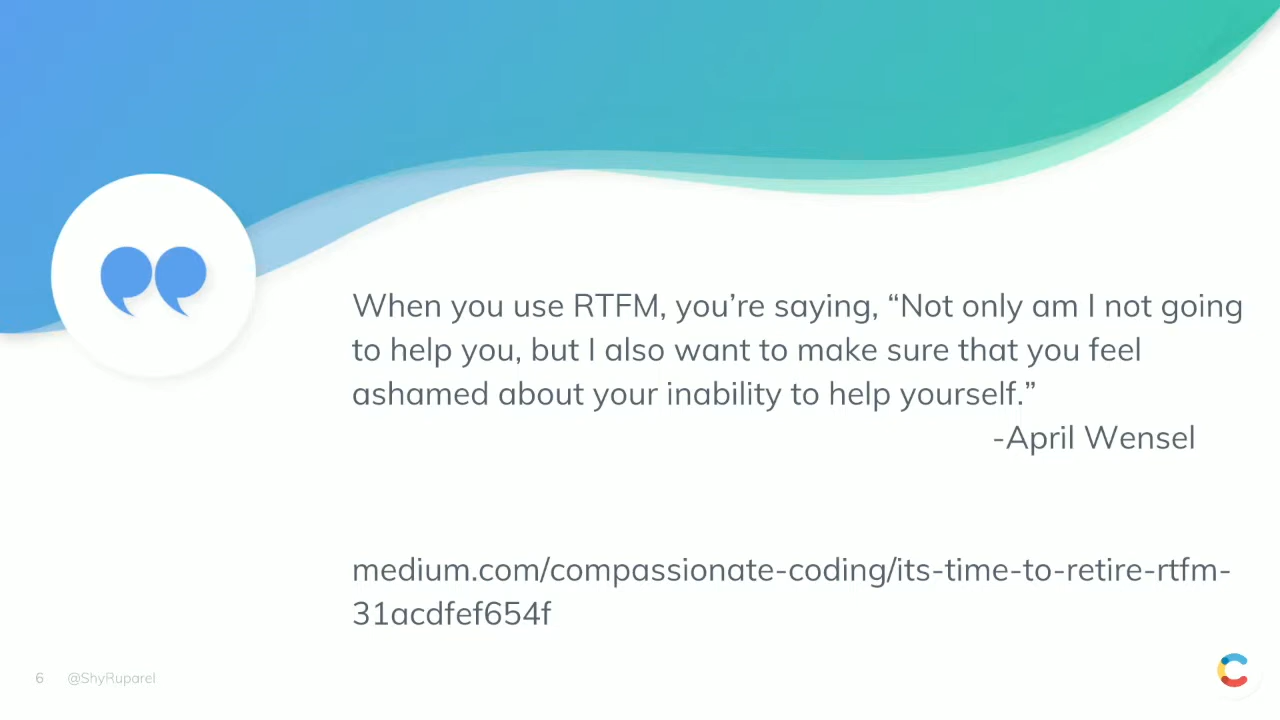 When you use RTFM, you’re saying, “Not only am I not going
to help you, but I also want to make sure that you feel
ashamed about your inability to help yourself.”
-April Wensel
medium.com/compassionate-coding/its-time-to-retire-rtfm-
31acdfef654f
6 @ShyRuparel